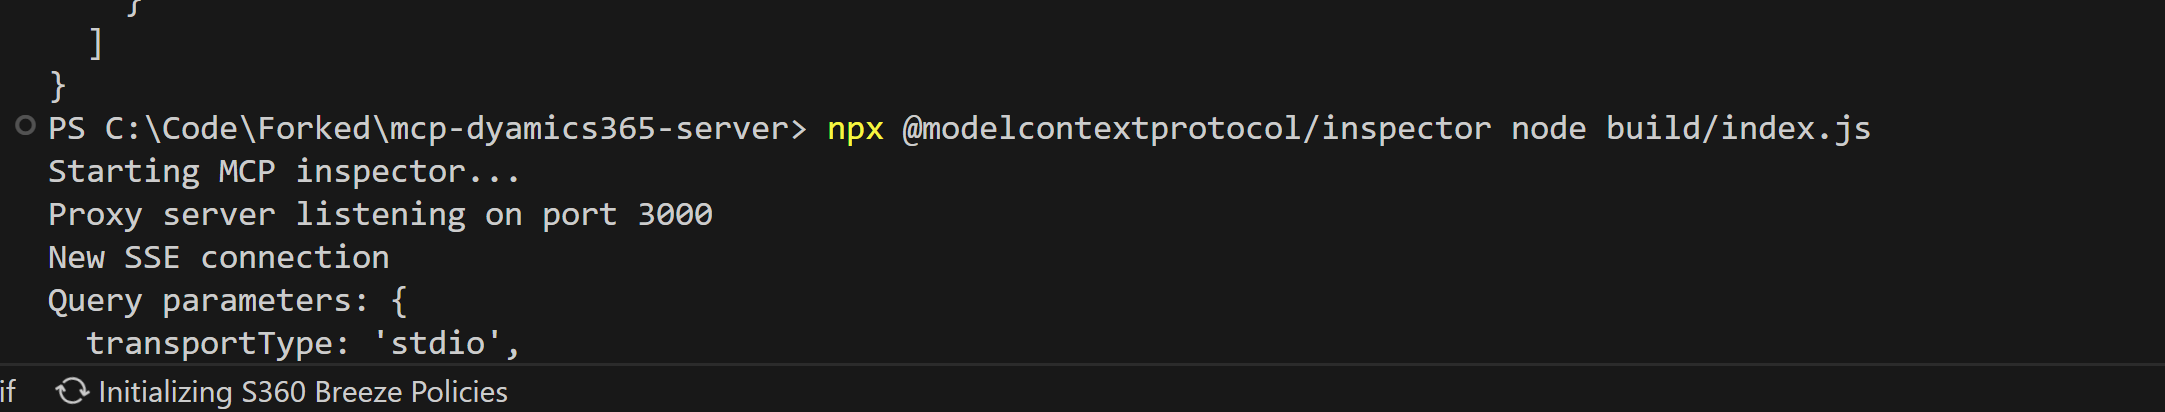 }
]
}
PS C:\Code\Forked\mcp-dyamics365-server> npx @modelcontextprotocol/inspector node build/index.js
Starting MCP inspector...
Proxy server listening on port 3000
New SSE connection
Query parameters: {
transportType: 'stdio',
if Initializing S360 Breeze Policies